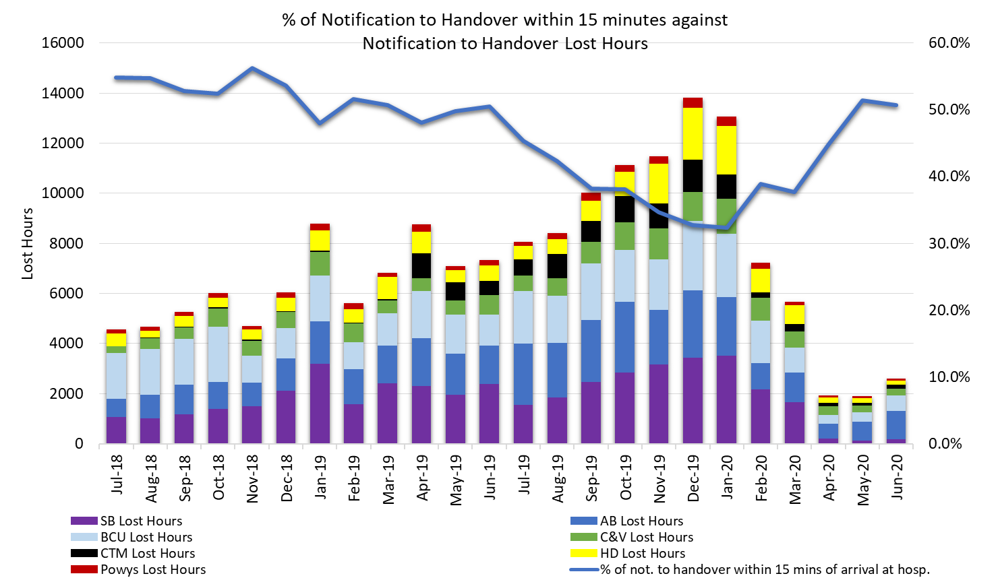 % of Notification to Handover within 15 minutes against
Notification to Handover Lost Hours
16000
14000
12000
10000
8000
6000
4000
2000
0
Lost Hours
60.0%
50.0%
40.0%
30.0%
20.0%
10.0%
0.0%
Jul-18
Aug-18
Sep-18
Oct-18
Nov-18
Dec-18
Jan-19
Feb-19
Mar-19
Apr-19
May-19
Jun-19
Jul-19
Aug-19
Sep-19
Oct-19
Nov-19
Dec-19
Jan-20
Feb-20
Mar-20
Apr-20
May-20
Jun-20
SB Lost Hours
AB Lost Hours
BCU Lost Hours
C&V Lost Hours
CTM Lost Hours
HD Lost Hours
Powys Lost Hours
% of not. to handover within 15 mins of arrival at hosp.